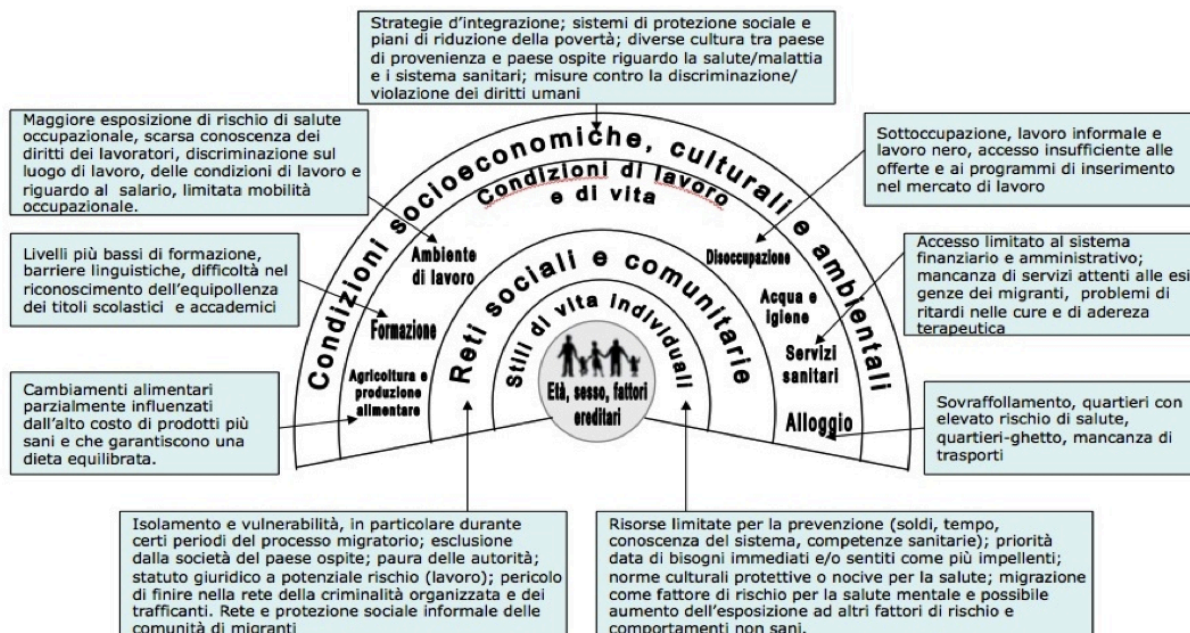 Strategie d'integrazione; sistemi di protezione sociale e
piani di riduzione della povertà; diverse cultura tra paese
di provenienza e paese ospite riguardo la salute/malattia
e i sistema sanitari; misure contro la discriminazione/
violazione dei diritti umani
Maggiore esposizione di rischio di salute
occupazionale, scarsa conoscenza dei
diritti dei lavoratori, discriminazione sul
luogo di lavoro, delle condizioni di lavoro e
riguardo al salario, limitata mobilità
occupazionale.
Livelli più bassi di formazione,
barriere linguistiche, difficoltà nel
riconoscimento dell'equipollenza
dei titoli scolastici e accademici
Cambiamenti alimentari
parzialmente influenzati
dall'alto costo di prodotti più
sani e che garantiscono una
dieta equilibrata.
Condizioni socioeconomiche, culturali e ambientali
Condizioni di lavoro
e di vita
Ambiente
di lavoro
Formazione
Agricoltura e
produzione
alimentare
Reti sociali e comunitarie
Stili di vita individuali
Età, sesso, fattori
ereditari
Disoccupazione
Acqua e
igiene
Servizi
sanitari
Alloggio
Sottoccupazione, lavoro informale e
lavoro nero, accesso insufficiente alle
offerte e ai programmi di inserimento
nel mercato di lavoro
Accesso limitato al sistema
finanziario e amministrativo;
mancanza di servizi attenti alle esi
genze dei migranti, problemi di
ritardi nelle cure e di adereza
terapeutica
Sovraffollamento, quartieri con
elevato rischio di salute,
quartieri-ghetto, mancanza di
trasporti
Isolamento e vulnerabilità, in particolare durante
certi periodi del processo migratorio; esclusione
dalla società del paese ospite; paura delle autorità;
statuto giuridico a potenziale rischio (lavoro); pericolo
di finire nella rete della criminalità organizzata e dei
trafficanti. Rete e protezione sociale informale delle
comunità di migranti
Risorse limitate per la prevenzione (soldi, tempo,
conoscenza del sistema, competenze sanitarie); priorità
data di bisogni immediati e/o sentiti come più impellenti;
norme culturali protettive o nocive per la salute; migrazione
come fattore di rischio per la salute mentale e possibile
aumento dell'esposizione ad altri fattori di rischio e
comportamenti non sani.